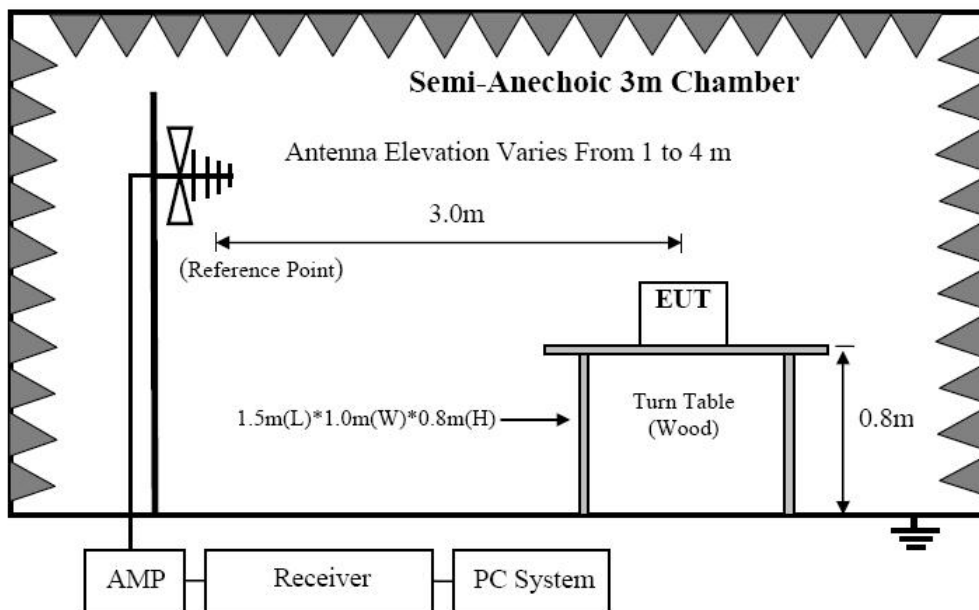 Semi-Anechoic 3m Chamber
Antenna Elevation Varies From 1 to 4 m
3.0m
(Reference Point)
EUT
1.5m(L)*1.0m(W)*0.8m(H)
Turn Table
(Wood)
0.8m
AMP
Receiver
PC System